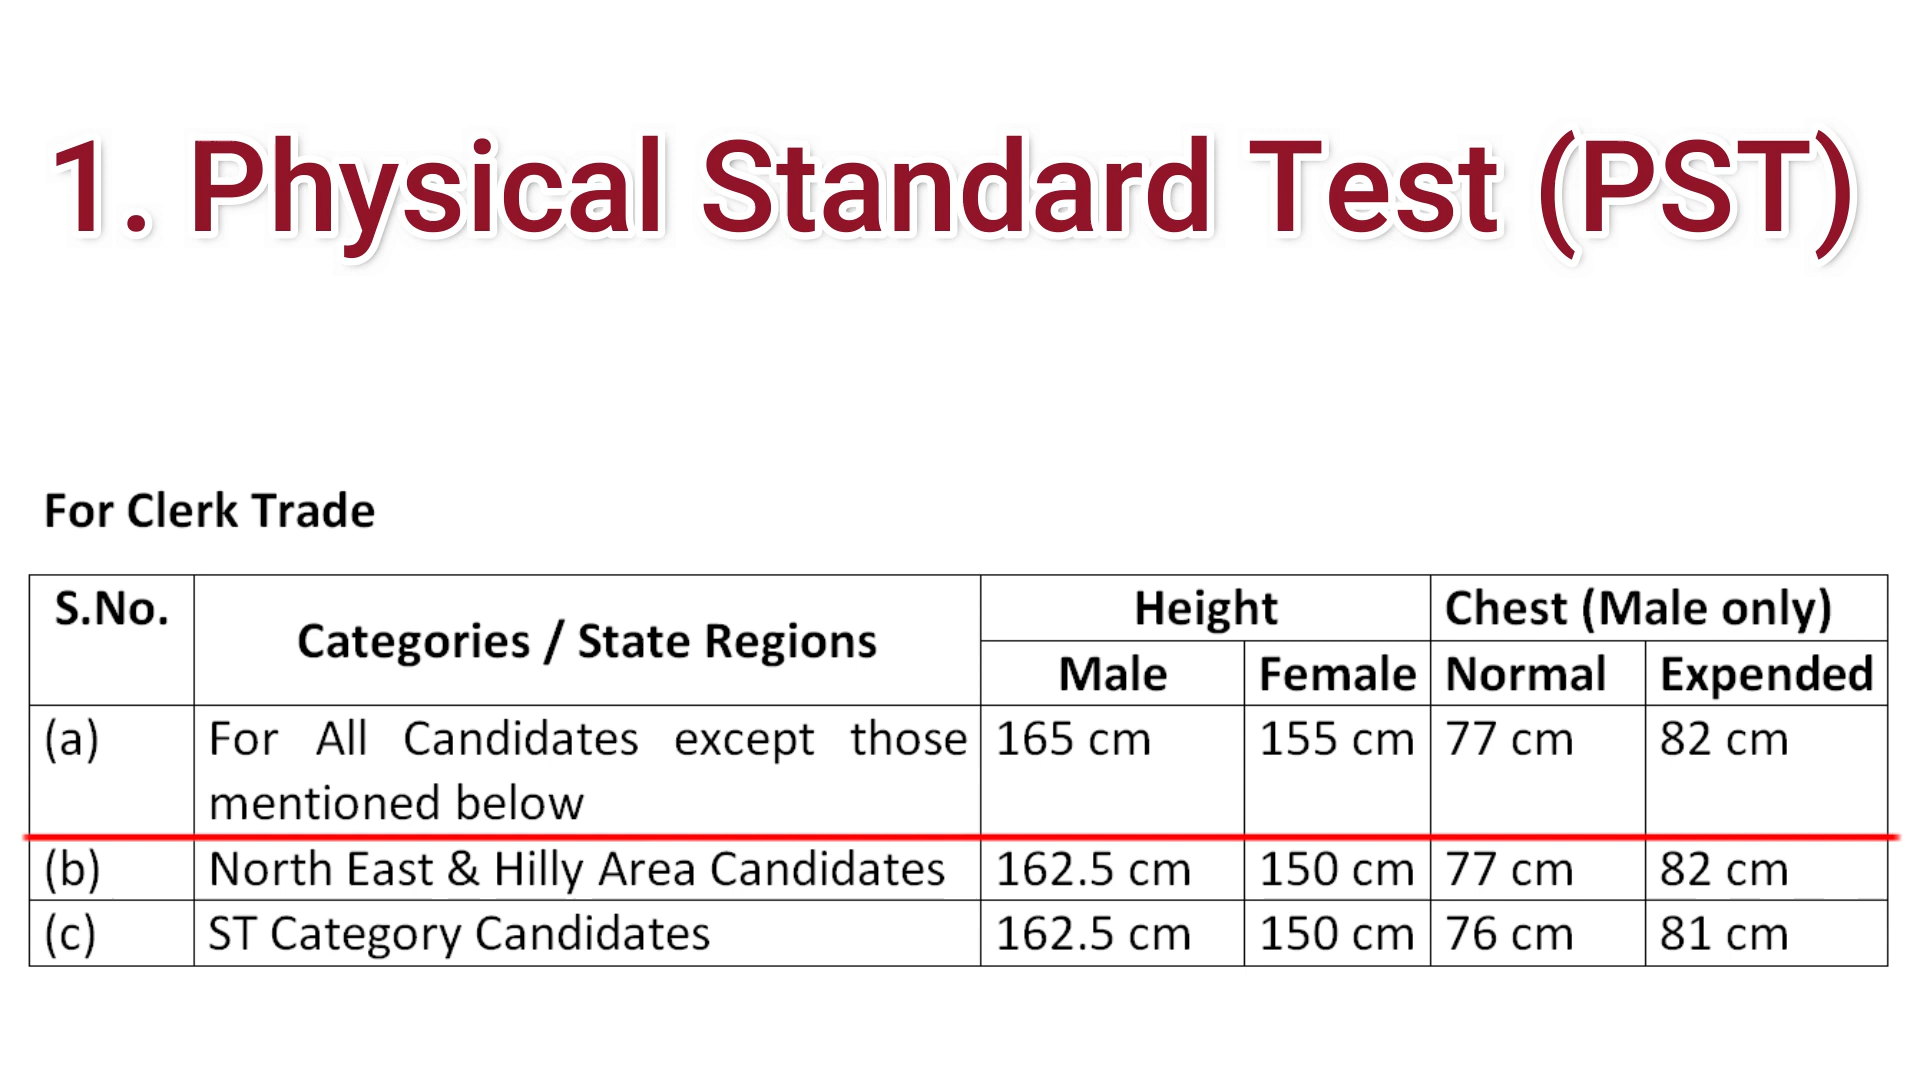 1. Physical Standard Test (PST)
For Clerk Trade
S.No. Categories / State Regions Height Chest (Male only)
Male Female Normal Expended
(a) For All Candidates except those 165 cm 155 cm 77 cm 82 cm
mentioned below
(b) North East & Hilly Area Candidates 162.5 cm 150 cm 77 cm 82 cm
(c) ST Category Candidates 162.5 cm 150 cm 76 cm 81 cm